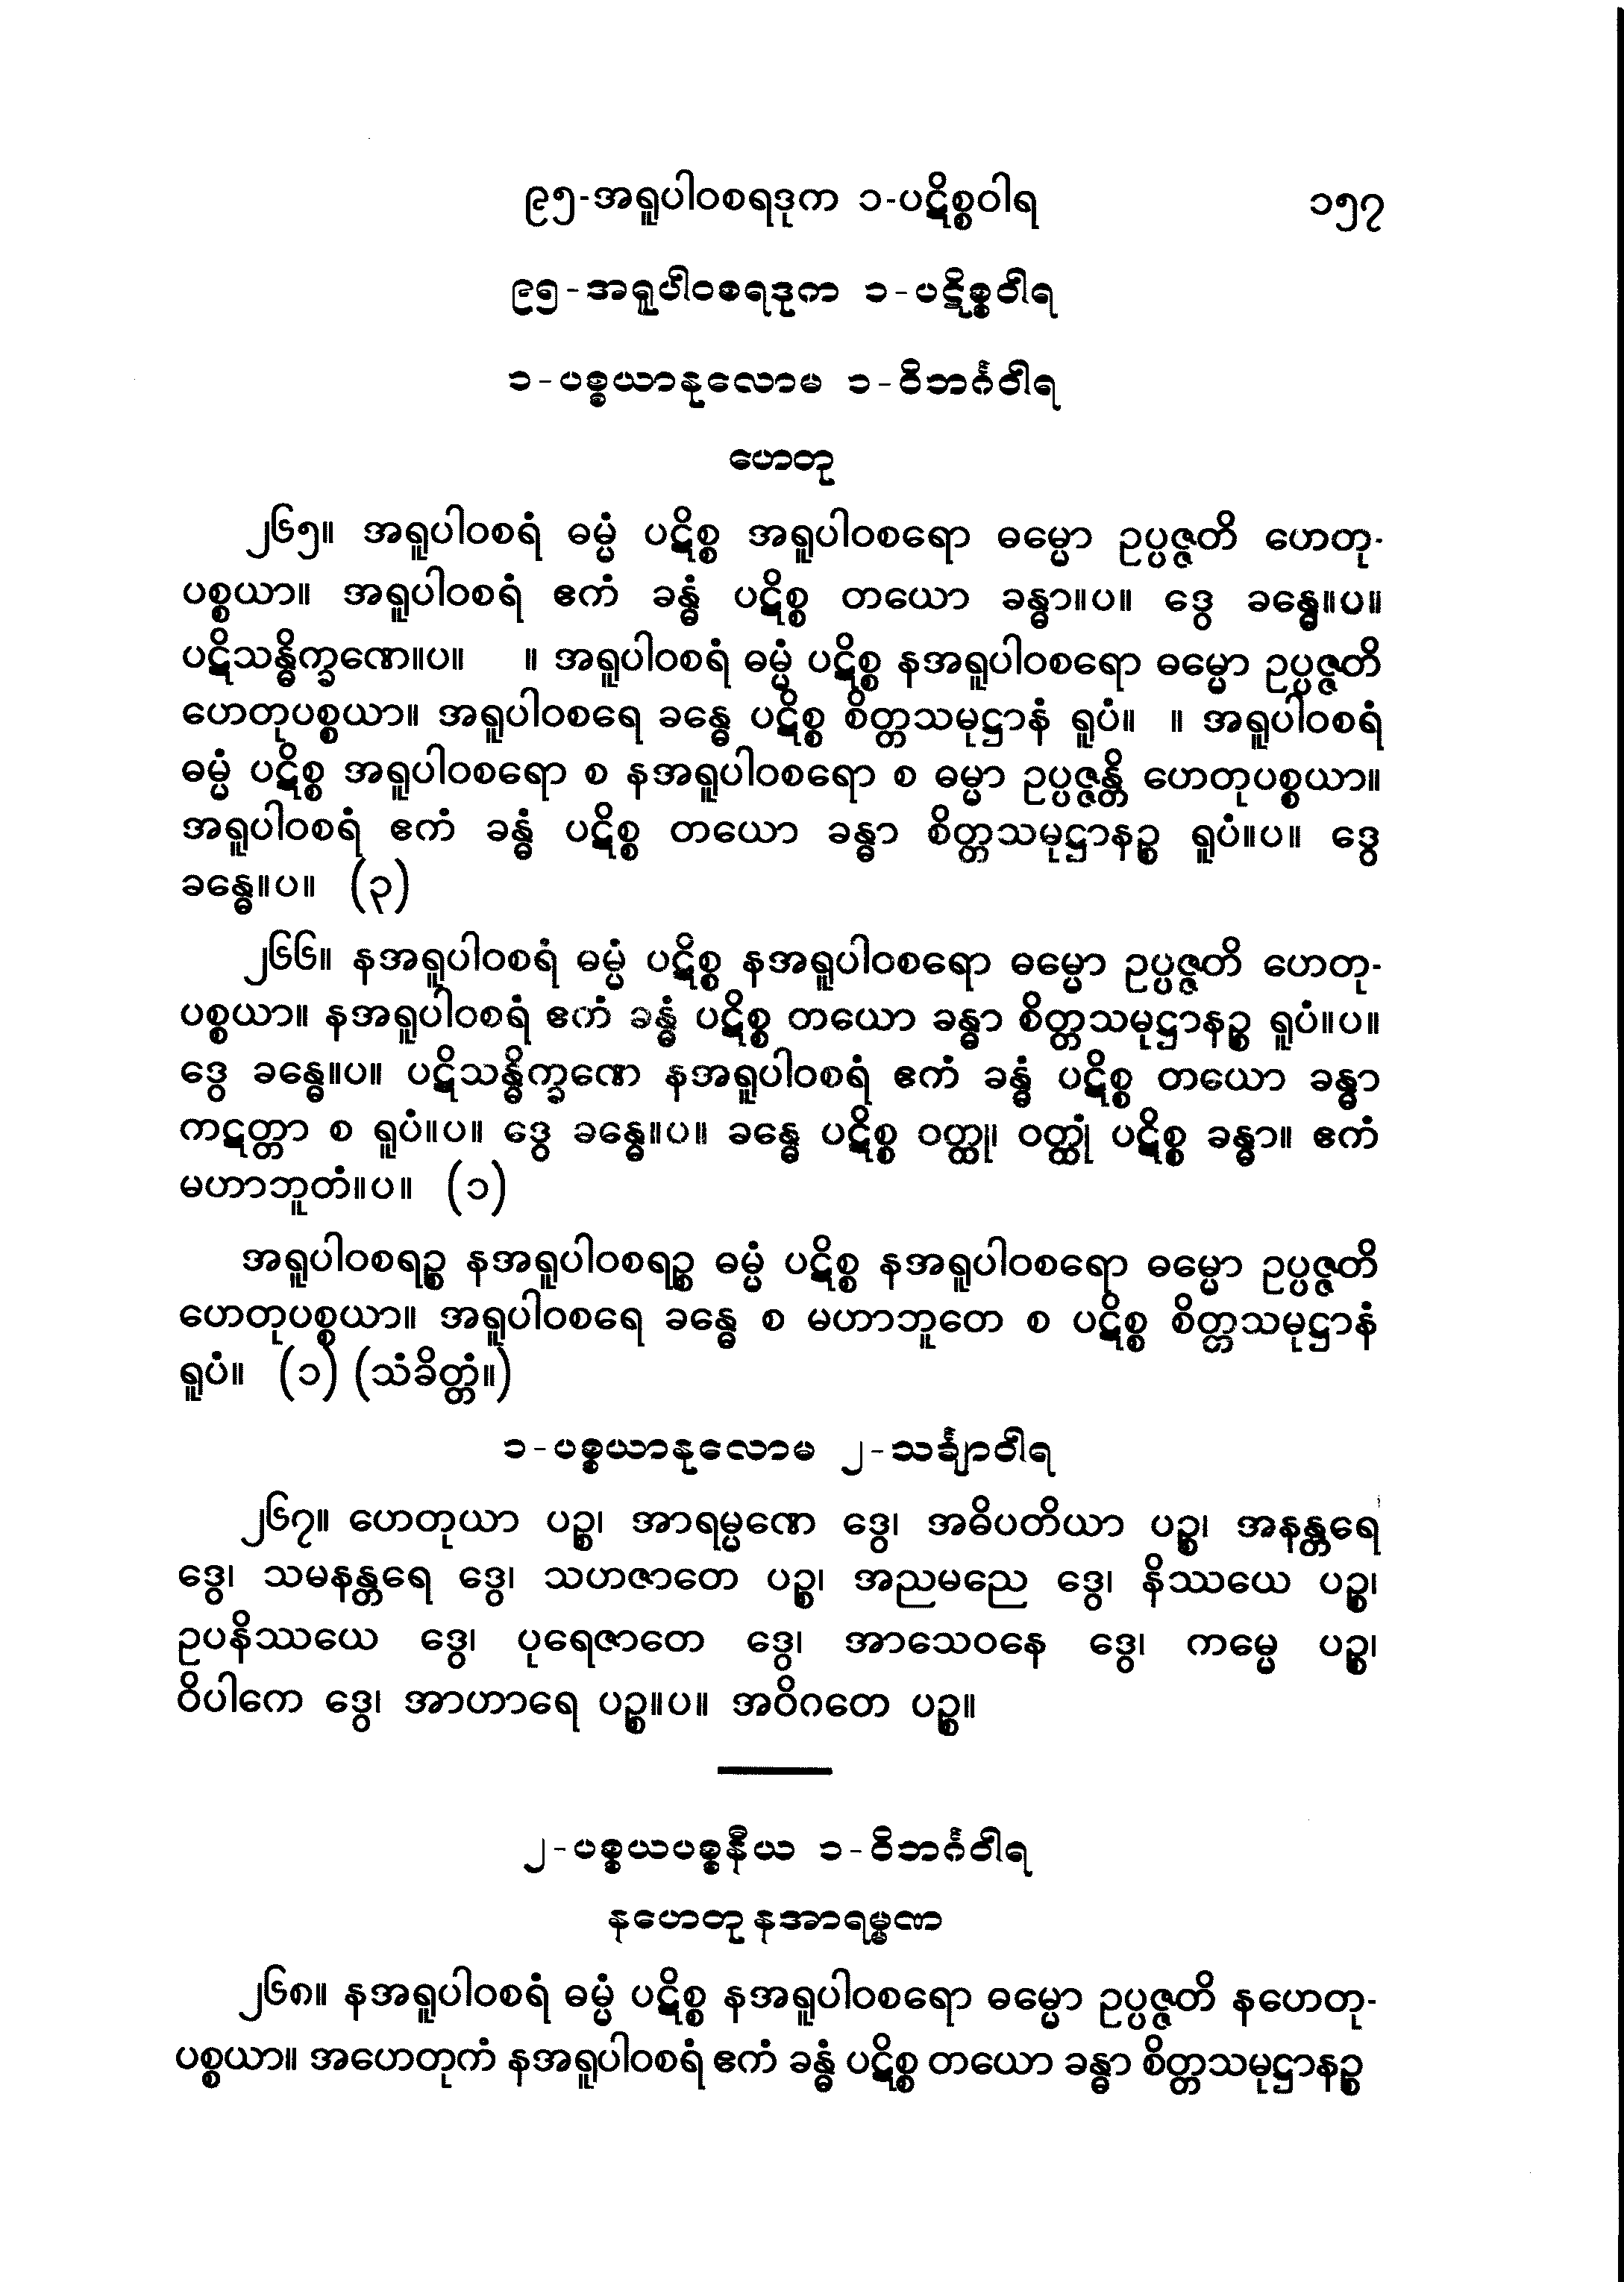 ၉၅-အရူပါဝစရဒုက ၁-ပဋိစ္စဝါရ ၁၅၇
၉၅-အရူပါဝစရဒုက ၁-ပဋိစ္စဝါရ
၁-ပစ္စယာနုလောမ ၁-ဝိဘင်္ဂဝါရ
ဟေတု
၂၆၅။ အရူပါဝစရံ ဓမ္မံ ပဋိစ္စ အရူပါဝစရော ဓမ္မော ဥပ္ပဇ္ဇတိ ဟေတု-
ပစ္စယာ။ အရူပါဝစရံ ဧကံ ခန္ဓံ ပဋိစ္စ တယော ခန္ဓာ။ပ။ ဒွေ ခန္ဓေ။ပ။
ပဋိသန္ဓိက္ခဏေ။ပ။ ။ အရူပါဝစရံ ဓမ္မံ ပဋိစ္စ နအရူပါဝစရော ဓမ္မော ဥပ္ပဇ္ဇတိ
ဟေတုပစ္စယာ။ အရူပါဝစရေ ခန္ဓေ ပဋိစ္စ စိတ္တသမုဋ္ဌာနံ ရူပံ။ ။ အရူပါဝစရံ
ဓမ္မံ ပဋိစ္စ အရူပါဝစရော စ နအရူပါဝစရော စ ဓမ္မာ ဥပ္ပဇ္ဇန္တိ ဟေတုပစ္စယာ။
အရူပါဝစရံ ဧကံ ခန္ဓံ ပဋိစ္စ တယော ခန္ဓာ စိတ္တသမုဋ္ဌာနဉ္စ ရူပံ။ပ။ ဒွေ
ခန္ဓေ။ပ။ (၃)
၂၆၆။ နအရူပါဝစရံ ဓမ္မံ ပဋိစ္စ နအရူပါဝစရော ဓမ္မော ဥပ္ပဇ္ဇတိ ဟေတု-
ပစ္စယာ။ နအရူပါဝစရံ ဧကံ ခန္ဓံ ပဋိစ္စ တယော ခန္ဓာ စိတ္တသမုဋ္ဌာနဉ္စ ရူပံ။ပ။
ဒွေ ခန္ဓေ။ပ။ ပဋိသန္ဓိက္ခဏေ နအရူပါဝစရံ ဧကံ ခန္ဓံ ပဋိစ္စ တယော ခန္ဓာ
ကဋတ္တာ စ ရူပံ။ပ။ ဒွေ ခန္ဓေ။ပ။ ခန္ဓေ ပဋိစ္စ ဝတ္ထု၊ ဝတ္ထုံ ပဋိစ္စ ခန္ဓာ။ ဧကံ
မဟာဘူတံ။ပ။ (၁)
အရူပါဝစရဉ္စ နအရူပါဝစရဉ္စ ဓမ္မံ ပဋိစ္စ နအရူပါဝစရော ဓမ္မော ဥပ္ပဇ္ဇတိ
ဟေတုပစ္စယာ။ အရူပါဝစရေ ခန္ဓေ စ မဟာဘူတေ စ ပဋိစ္စ စိတ္တသမုဋ္ဌာနံ
ရူပံ။ (၁) (သံခိတ္တံ။)
၁-ပစ္စယာနုလောမ ၂-သင်္ချာဝါရ
၂၆၇။ ဟေတုယာ ပဉ္စ၊ အာရမ္မဏေ ဒွေ၊ အဓိပတိယာ ပဉ္စ၊ အနန္တရေ
ဒွေ၊ သမနန္တရေ ဒွေ၊ သဟဇာတေ ပဉ္စ၊ အညမညေ ဒွေ၊ နိဿယေ ပဉ္စ၊
ဥပနိဿယေ ဒွေ၊ ပုရေဇာတေ ဒွေ၊ အာသေဝနေ ဒွေ၊ ကမ္မေ ပဉ္စ၊
ဝိပါကေ ဒွေ၊ အာဟာရေ ပဉ္စ။ပ။ အဝိဂတေ ပဉ္စ။
၂-ပစ္စယပစ္စနီယ ၁-ဝိဘင်္ဂဝါရ
နဟေတု နအာရမ္မဏ
၂၆၈။ နအရူပါဝစရံ ဓမ္မံ ပဋိစ္စ နအရူပါဝစရော ဓမ္မော ဥပ္ပဇ္ဇတိ နဟေတု-
ပစ္စယာ။ အဟေတုကံ နအရူပါဝစရံ ဧကံ ခန္ဓံ ပဋိစ္စ တယော ခန္ဓာ စိတ္တသမုဋ္ဌာနဉ္စ